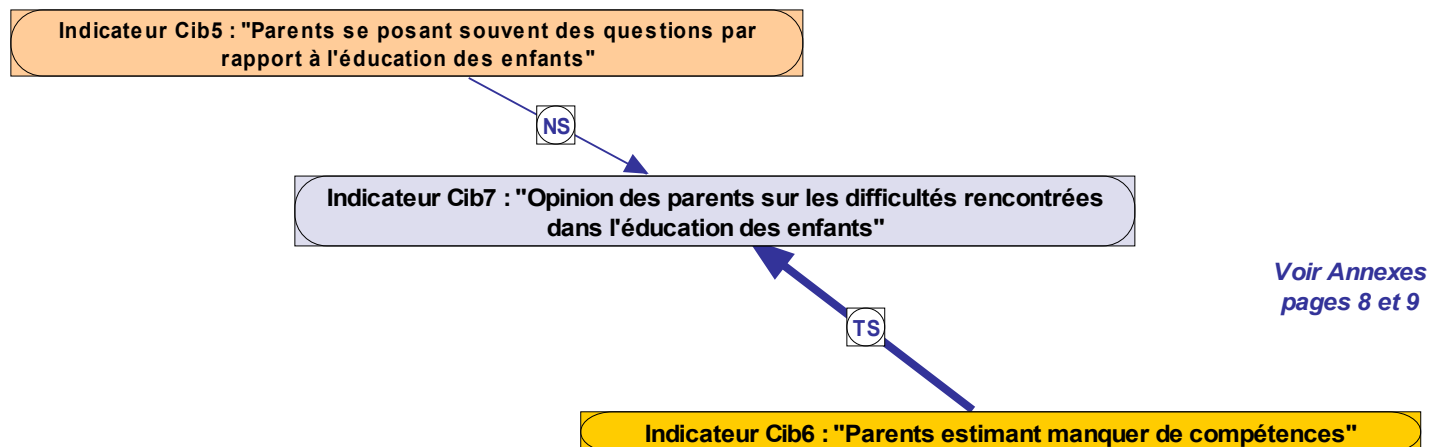 Indicateur Cib5 : "Parents se posant souvent des questions par
rapport à l'éducation des enfants"
NS
Indicateur Cib7 : "Opinion des parents sur les difficultés rencontrées
dans l'éducation des enfants"
Voir Annexes
pages 8 et 9
TS
Indicateur Cib6 : "Parents estimant manquer de compétences"